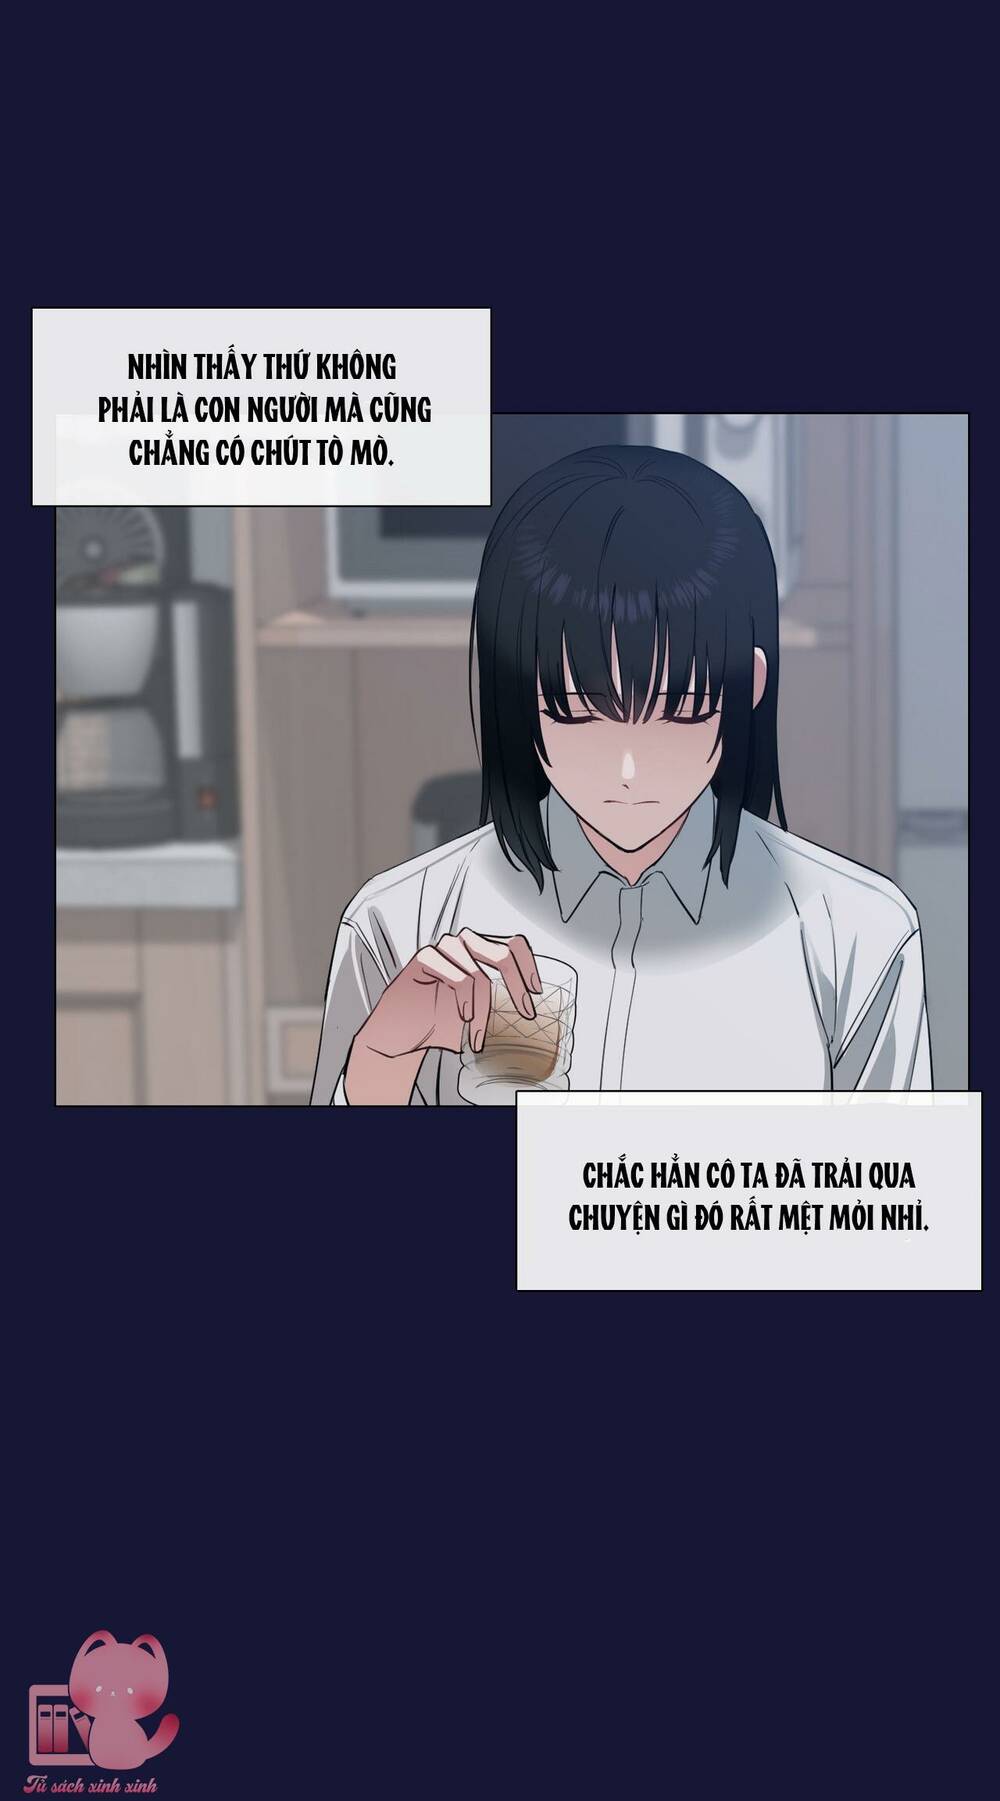 NHÌN THẤY THỨ KHÔNG
PHẢI LÀ CON NGƯỜI MÀ CŨNG
CHẲNG CÓ CHÚT TÒ MÒ.
CHẮC HẲN CÔ TA ĐÃ TRẢI QUA
CHUYỆN GÌ ĐÓ RẤT MỆT MỎI NHỈ.
Tủ sách xinh xinh